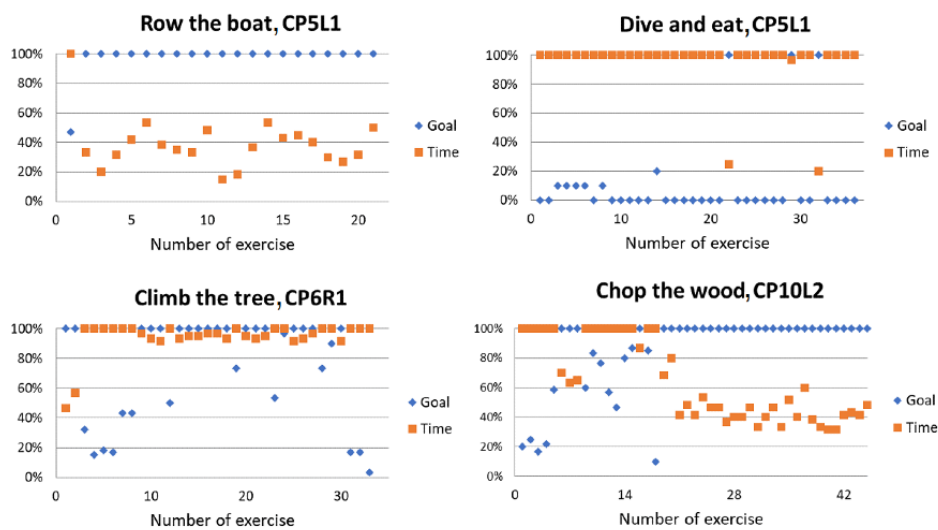 Row the boat, CP5L1
100%
80%
60%
40%
20%
0%
0 5 10 15 20
Number of exercise
Goal
Time
Dive and eat, CP5L1
100%
80%
60%
40%
20%
0%
0 10 20 30
Number of exercise
Goal
Time
Climb the tree, CP6R1
100%
80%
60%
40%
20%
0%
0 10 20 30
Number of exercise
Goal
Time
Chop the wood, CP10L2
100%
80%
60%
40%
20%
0%
0 14 28 42
Number of exercise
Goal
Time